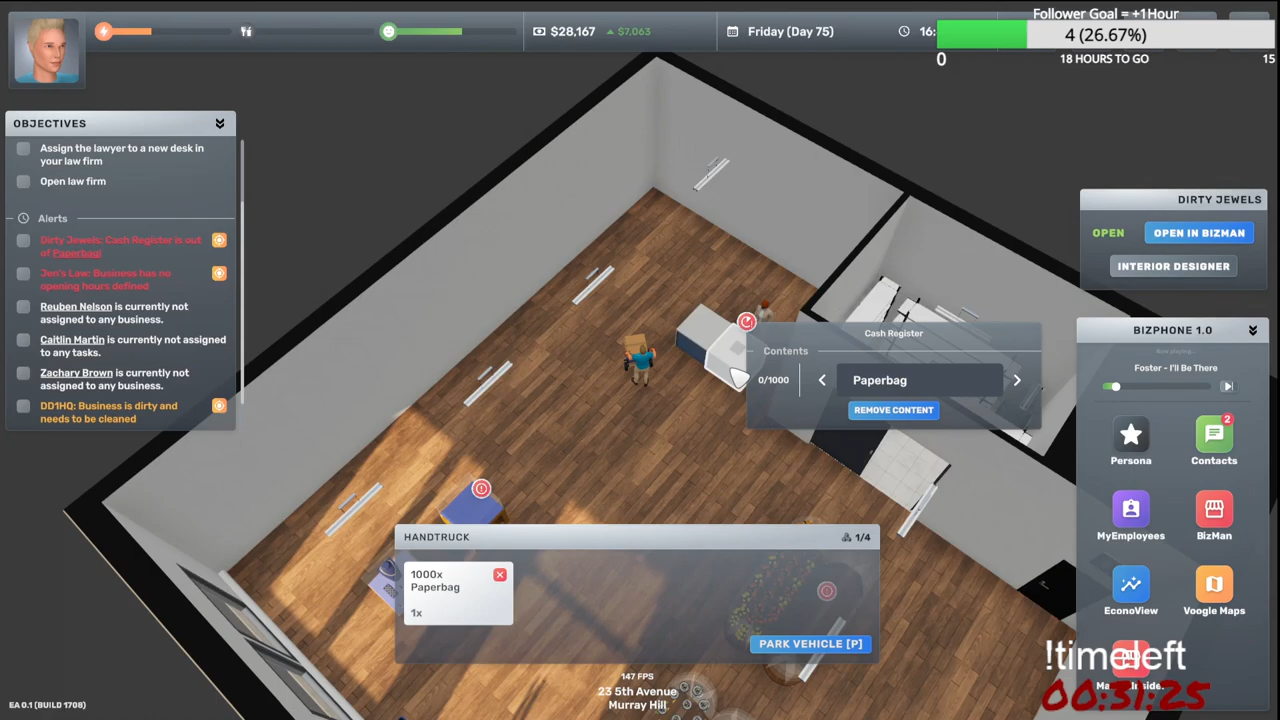 Follower Goal = +1Hour
$28,167
$7,063
Friday (Day 75)
16:
4 (26.67%)
0
18 HOURS TO GO
15
OBJECTIVES
Assign the lawyer to a new desk in
your law firm
Open law firm
Alerts
Dirty Jewels: Cash Register is out
of Paperbag!
Jen's Law: Business has no
opening hours defined
Reuben Nelson is currently not
assigned to any business.
Caitlin Martin is currently not assigned
to any tasks.
Zachary Brown is currently not
assigned to any business.
DD1HQ: Business is dirty and
needs to be cleaned
DIRTY JEWELS
OPEN
OPEN IN BIZMAN
INTERIOR DESIGNER
Cash Register
Contents
0/1000
Paperbag
REMOVE CONTENT
BIZPHONE 1.0
Now playing...
Foster - I'll Be There
Persona
2
Contacts
MyEmployees
BizMan
EconoView
Voogle Maps
HANDTRUCK
1/4
1000x
Paperbag
1x
PARK VEHICLE [P]
147 FPS
23 5th Avenue
Murray Hill
!timeleft
00:31:25
EA 0.1 (BUILD 1708)